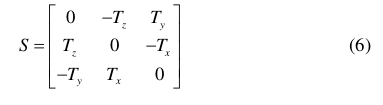 0 −T_z T_y
S = T_z 0 −T_x (6)
−T_y T_x 0